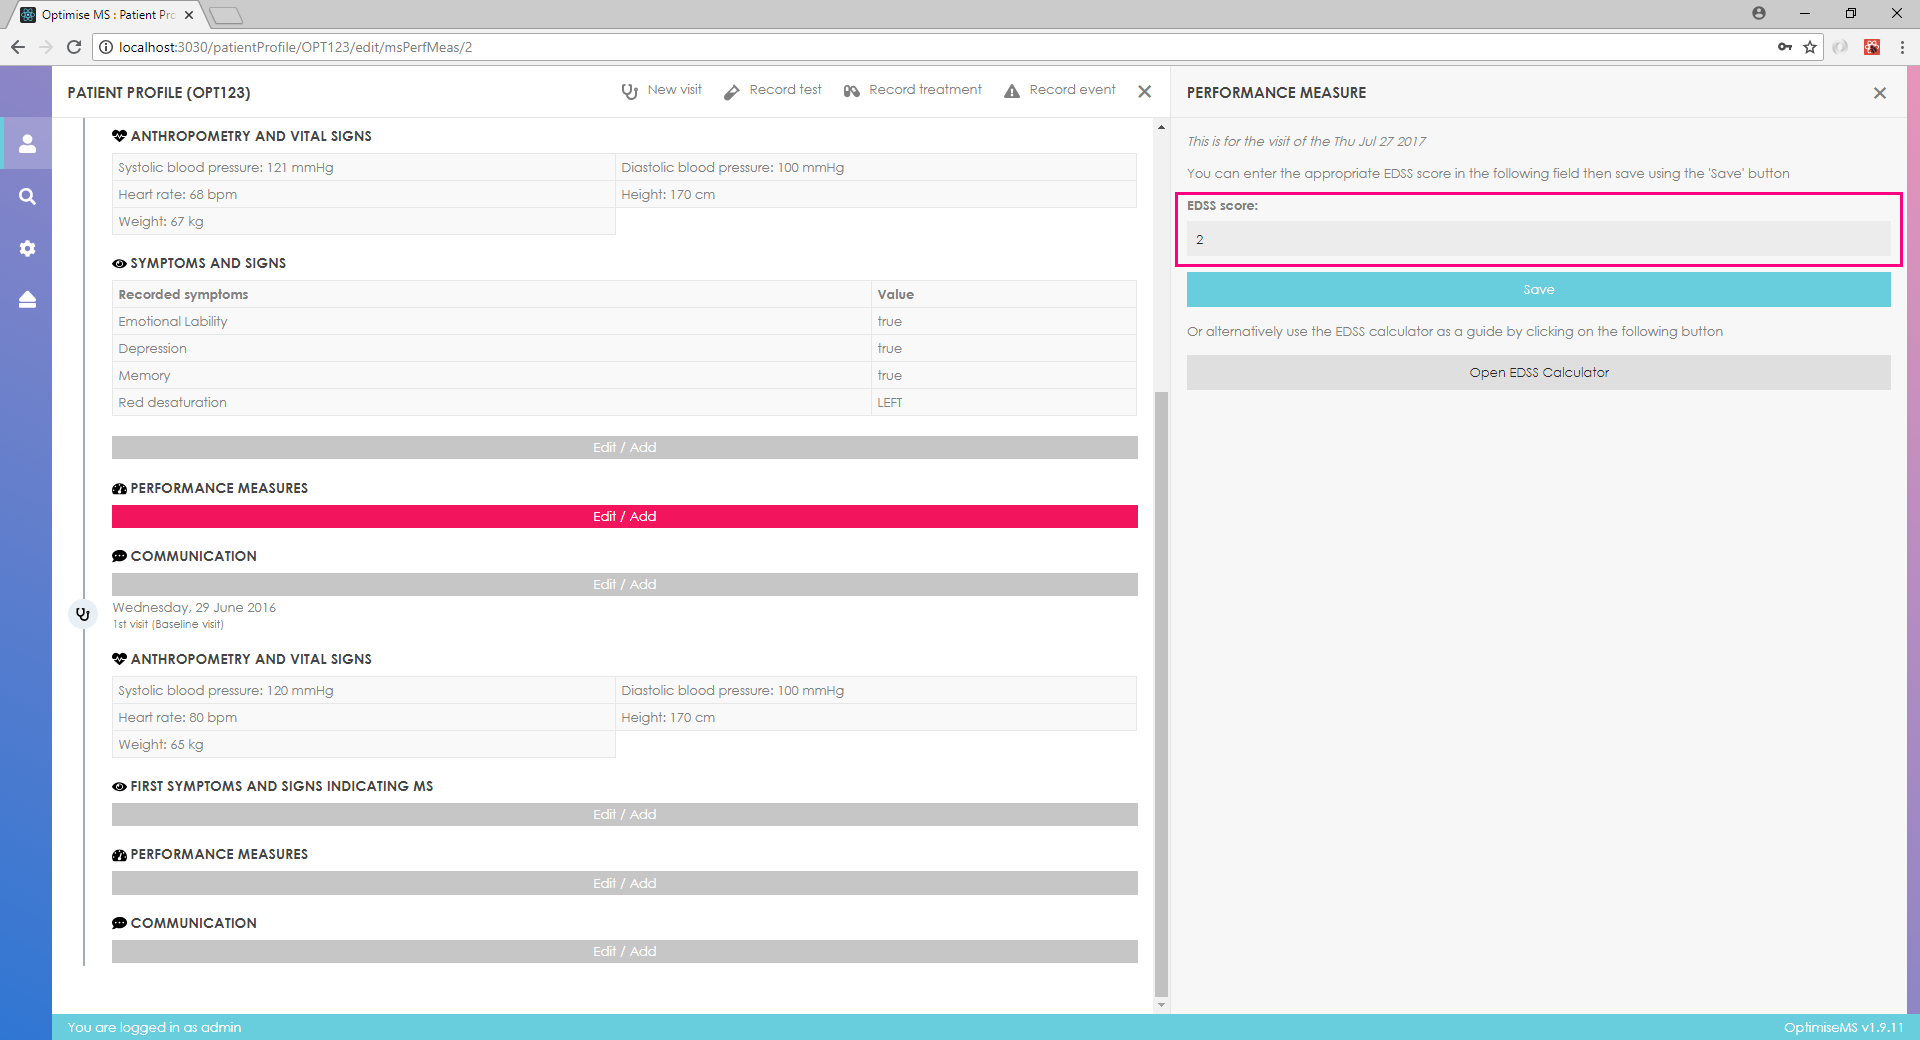 Optimise MS : Patient Pro
localhost:3030/patientProfile/OPT123/edit/msPerfMeas/2
PATIENT PROFILE (OPT123)
New visit
Record test
Record treatment
Record event
ANTHROPOMETRY AND VITAL SIGNS
Systolic blood pressure: 121 mmHg
Diastolic blood pressure: 100 mmHg
Heart rate: 68 bpm
Height: 170 cm
Weight: 67 kg
SYMPTOMS AND SIGNS
Recorded symptoms
Value
Emotional Lability
true
Depression
true
Memory
true
Red desaturation
LEFT
Edit / Add
PERFORMANCE MEASURES
Edit / Add
COMMUNICATION
Edit / Add
Wednesday, 29 June 2016
1st visit (Baseline visit)
ANTHROPOMETRY AND VITAL SIGNS
Systolic blood pressure: 120 mmHg
Diastolic blood pressure: 100 mmHg
Heart rate: 80 bpm
Height: 170 cm
Weight: 65 kg
FIRST SYMPTOMS AND SIGNS INDICATING MS
Edit / Add
PERFORMANCE MEASURES
Edit / Add
COMMUNICATION
Edit / Add
PERFORMANCE MEASURE
This is for the visit of the Thu Jul 27 2017
You can enter the appropriate EDSS score in the following field then save using the 'Save' button
EDSS score:
2
Save
Or alternatively use the EDSS calculator as a guide by clicking on the following button
Open EDSS Calculator
You are logged in as admin
OptimiseMS v1.9.11